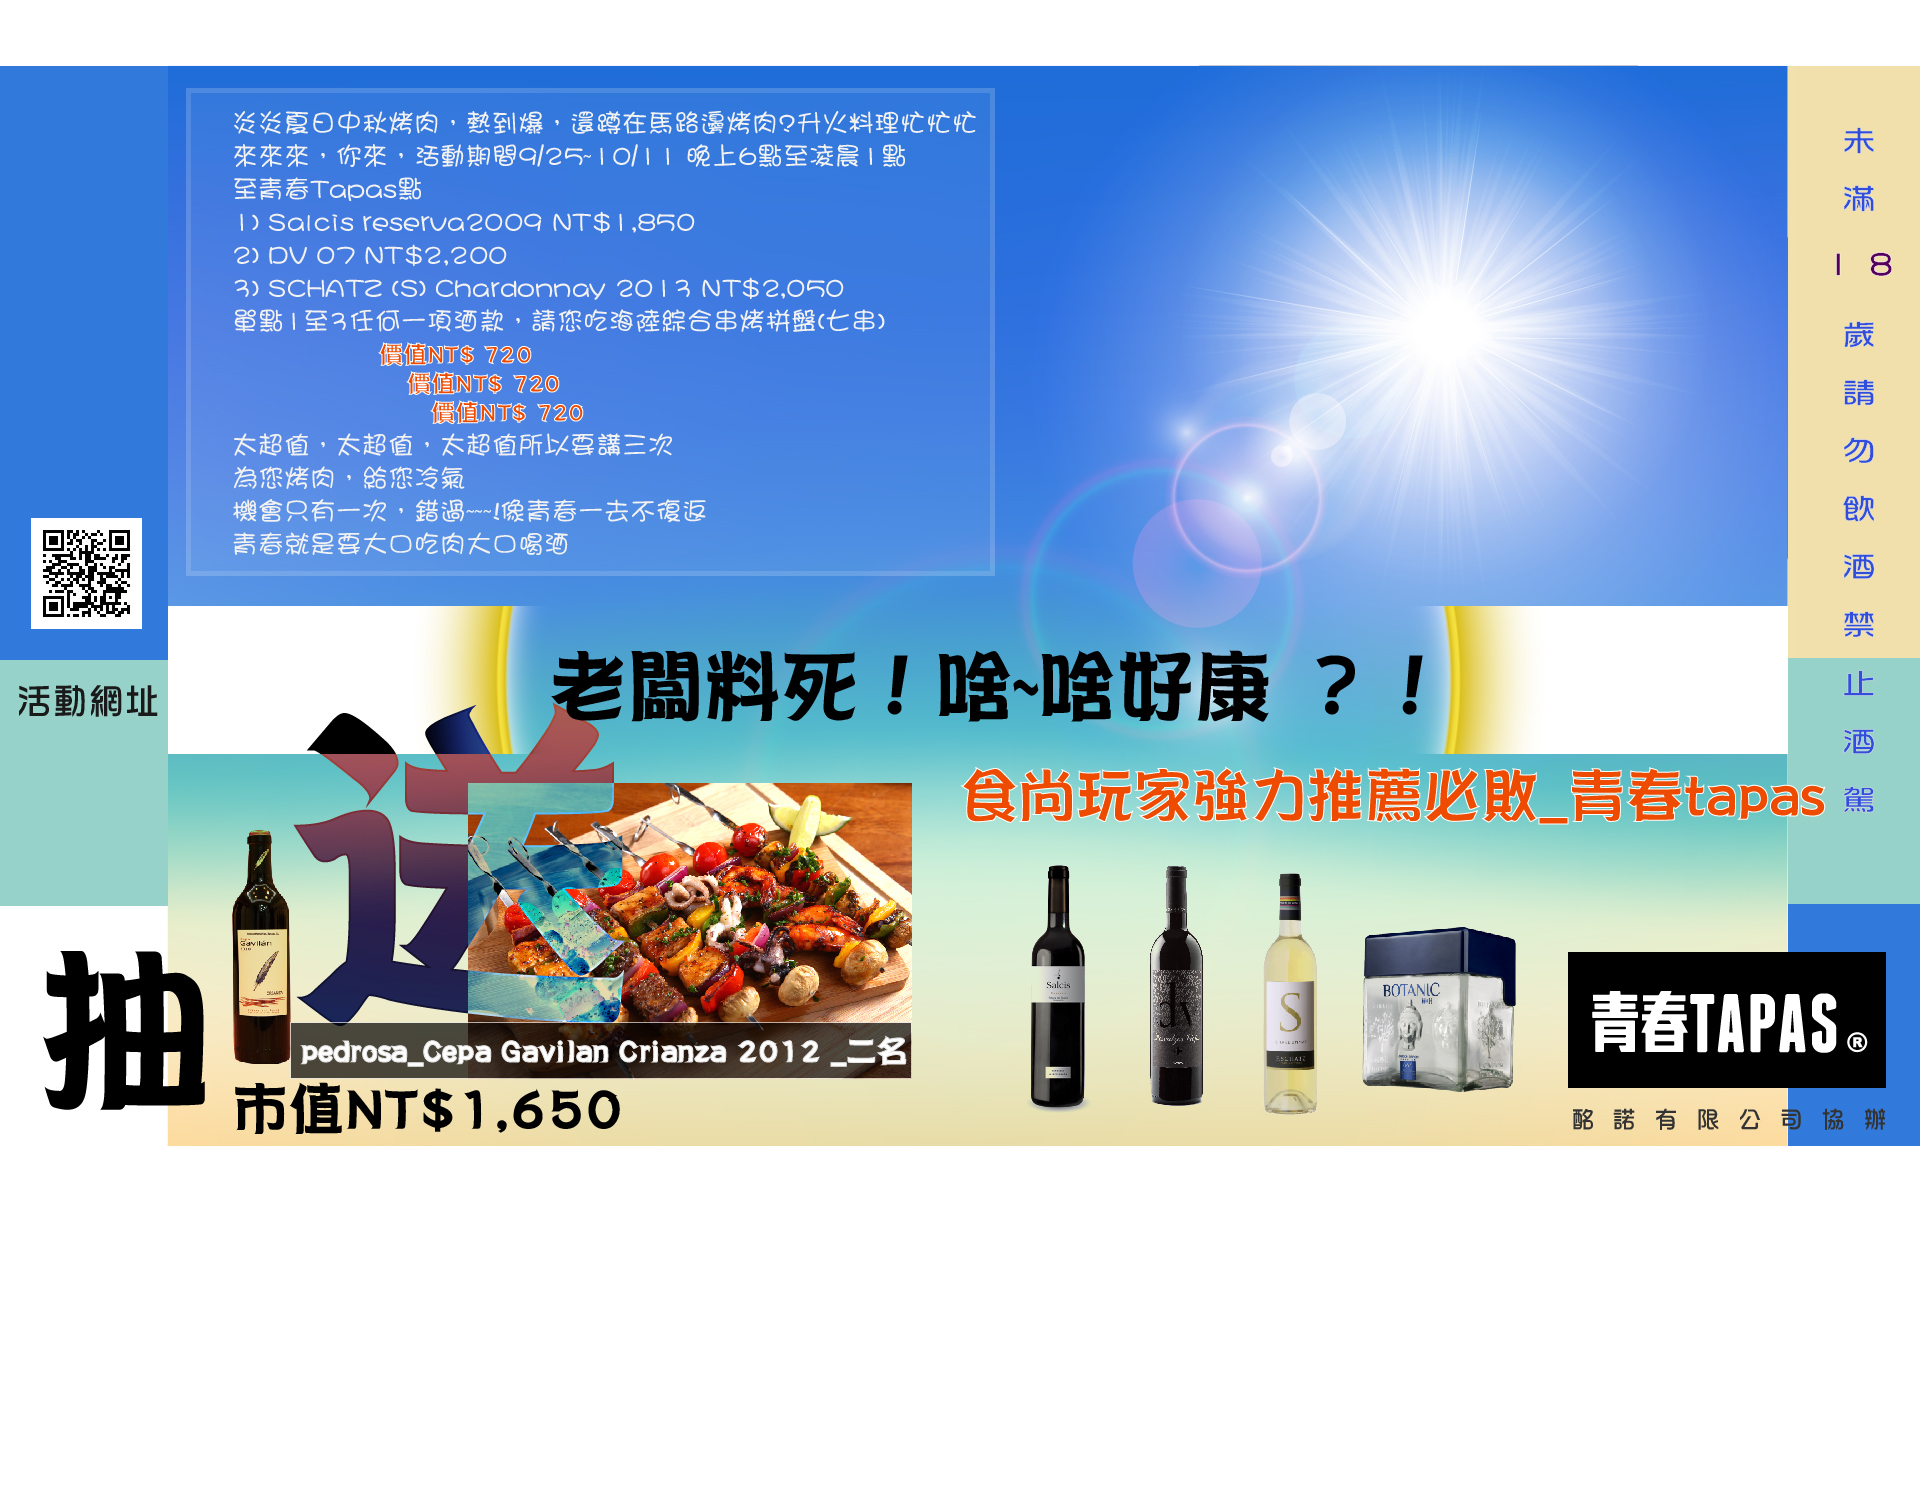 炎炎夏日中秋烤肉，熱到爆，還蹲在馬路邊烤肉?升火料理忙忙忙
來來來，你來，活動期間9/25~10/11 晚上6點至凌晨1點
至青春Tapas點
1) Salcis reserva2009 NT$1,850
2) DV 07 NT$2,200
3) SCHATZ (S) Chardonnay 2013 NT$2,050
單點1至3任何一項酒款，請您吃海陸綜合串烤拼盤(七串)
價值NT$ 720
價值NT$ 720
價值NT$ 720
太超值，太超值，太超值所以要講三次
為您烤肉，給您冷氣
機會只有一次，錯過~~~!像青春一去不復返
青春就是要大口吃肉大口喝酒
未滿18歲請勿飲酒禁止酒駕
活動網址
老闆料死！啥~啥好康 ？！
送
食尚玩家強力推薦必敗_青春tapas
抽
Gavilán
pedrosa_Cepa Gavilan Crianza 2012 _二名
市值NT$1,650
Salcis
dv
S
SCHATZ
BOTANIC
青春TAPAS®
酩諾有限公司協辦